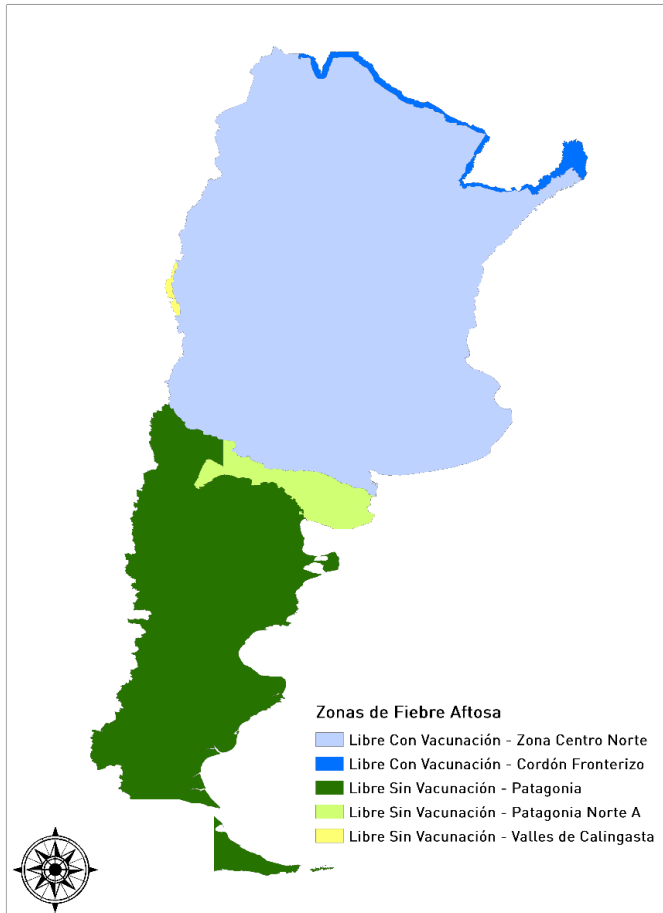 Zonas de Fiebre Aftosa
Libre Con Vacunación - Zona Centro Norte
Libre Con Vacunación - Cordón Fronterizo
Libre Sin Vacunación - Patagonia
Libre Sin Vacunación - Patagonia Norte A
Libre Sin Vacunación - Valles de Calingasta